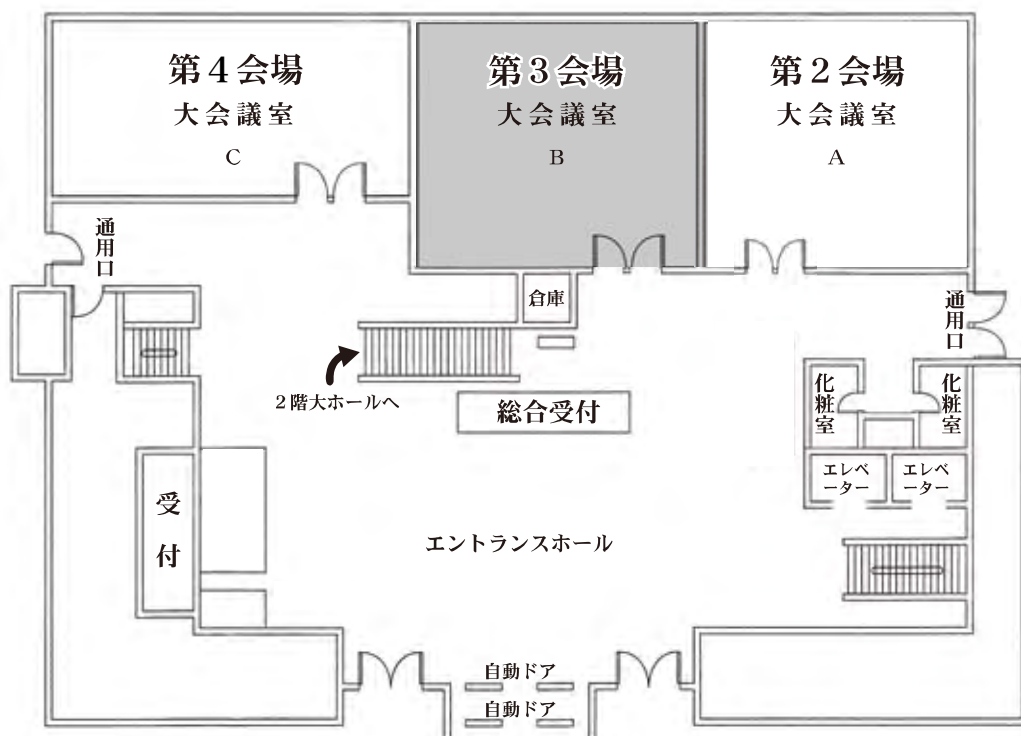 第4会場
大会議室
C
第3会場
大会議室
B
第2会場
大会議室
A
通用口
倉庫
通用口
2階大ホールへ
総合受付
化粧室
化粧室
エレベ
ーター
エレベ
ーター
受付
エントランスホール
自動ドア
自動ドア